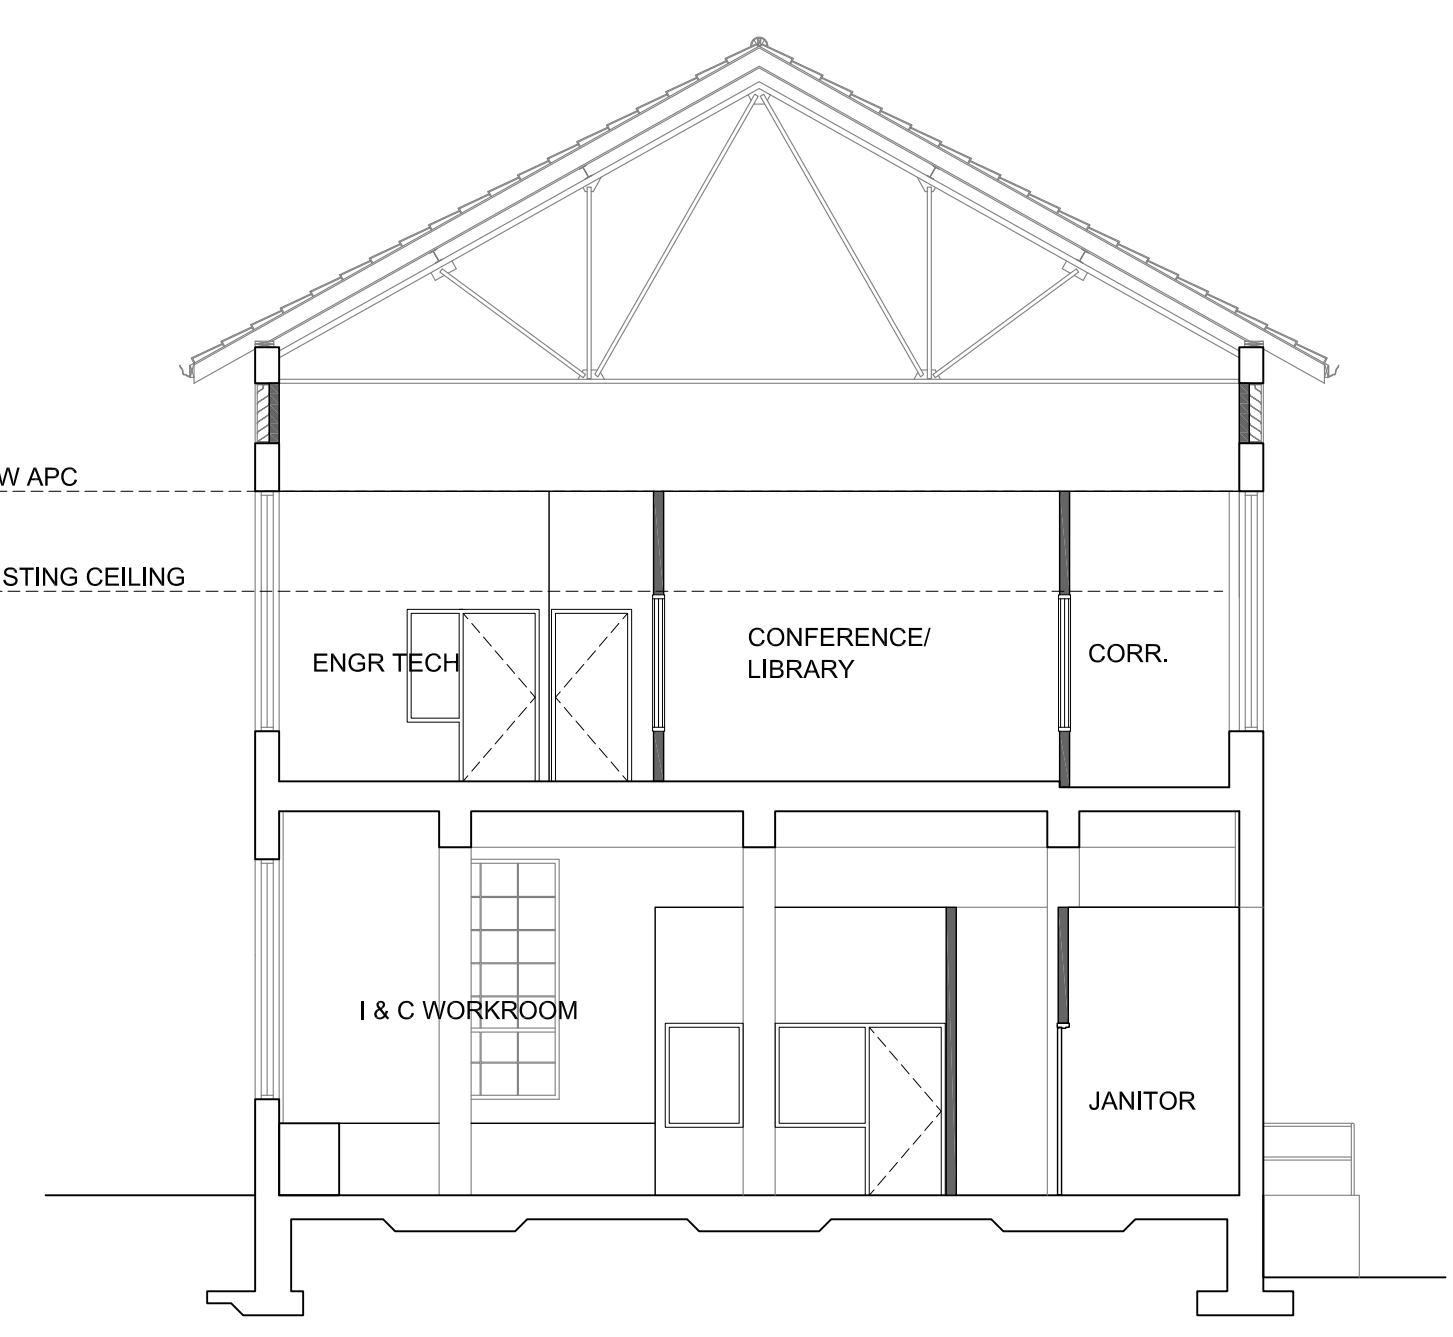 W APC
STING CEILING
ENGR TECH
CONFERENCE/
LIBRARY
CORR.
I & C WORKROOM
JANITOR